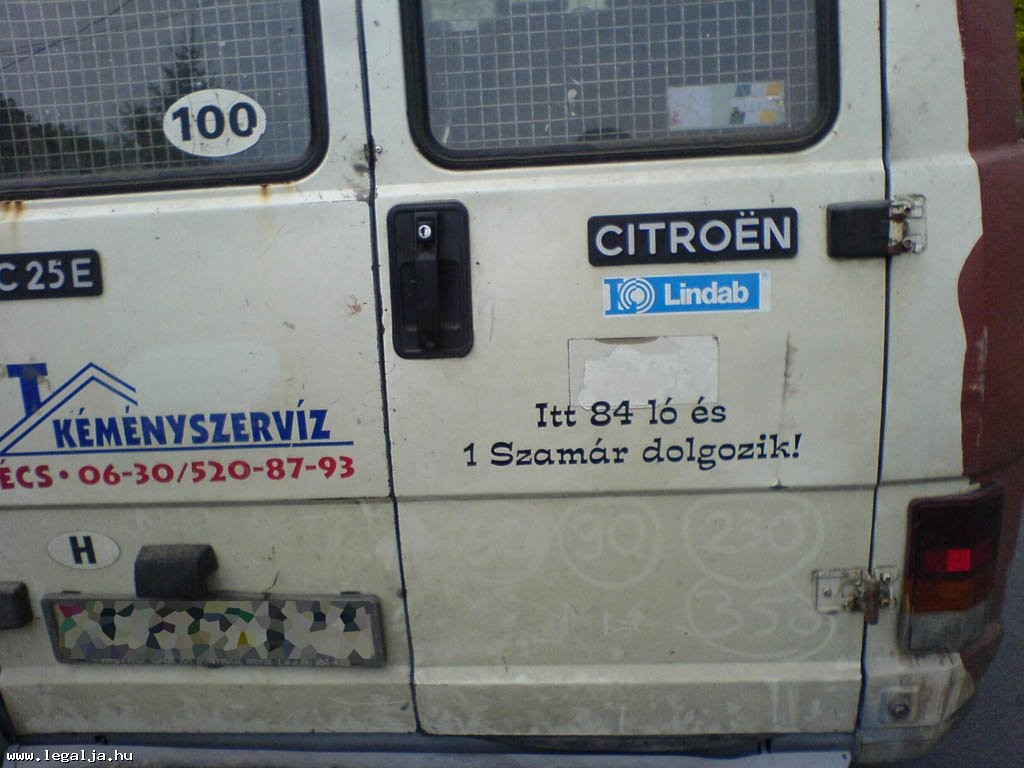 100
CITROËN
C 25 E
Lindab
KÉMÉNYSZERVÍZ
ÉCS • 06-30/520-87-93
Itt 84 ló és
1 Szamár dolgozik!
H
90
230
350
www.legalja.hu